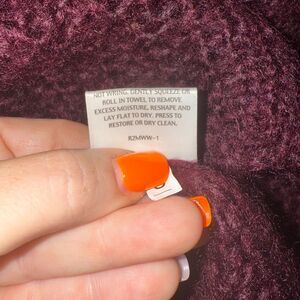 NOT WRING. GENTLY SQUEEZE OR
ROLL IN TOWEL TO REMOVE
EXCESS MOISTURE, RESHAPE AND
LAY FLAT TO DRY. PRESS TO
RESTORE OR DRY CLEAN.
R2MWW-1